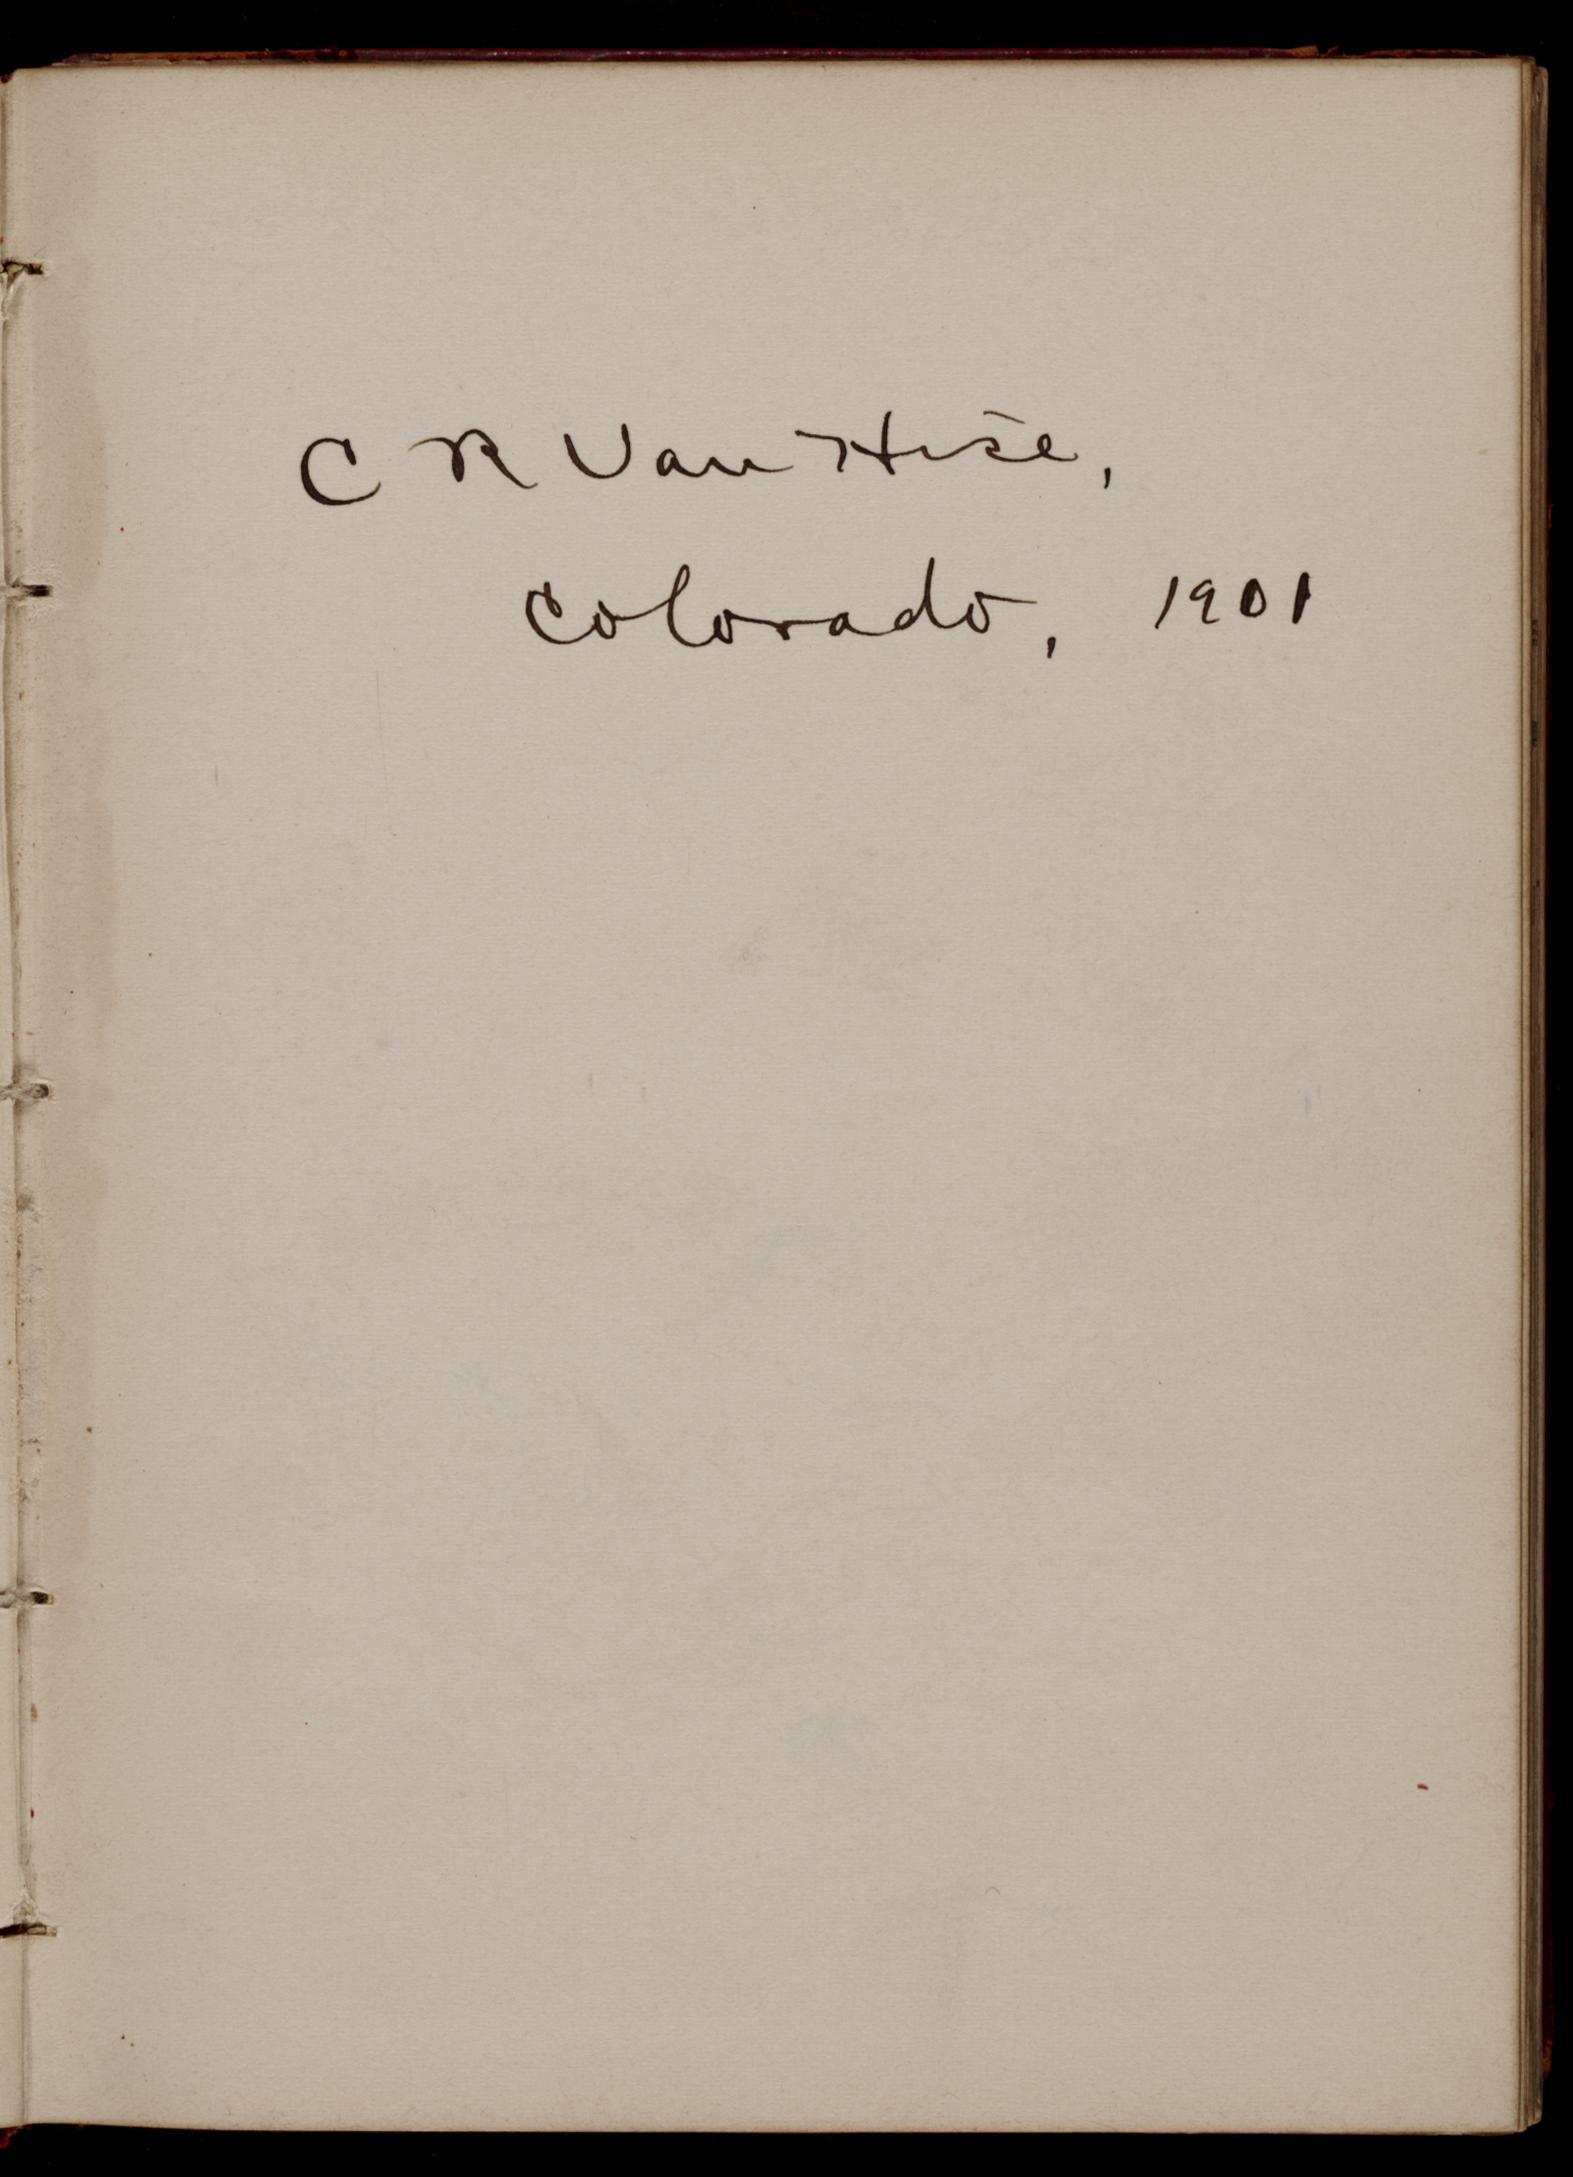 C R Van Hise,
Colorado, 1901